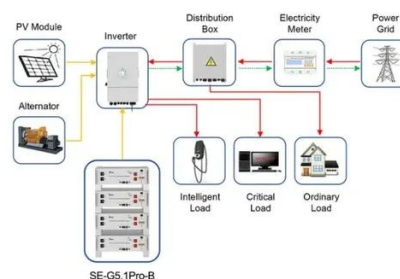 PV Module
Inverter
Distribution
Box
Electricity
Meter
Power
Grid
Alternator
Intelligent
Load
Critical
Load
Ordinary
Load
SE-G5.1Pro-B